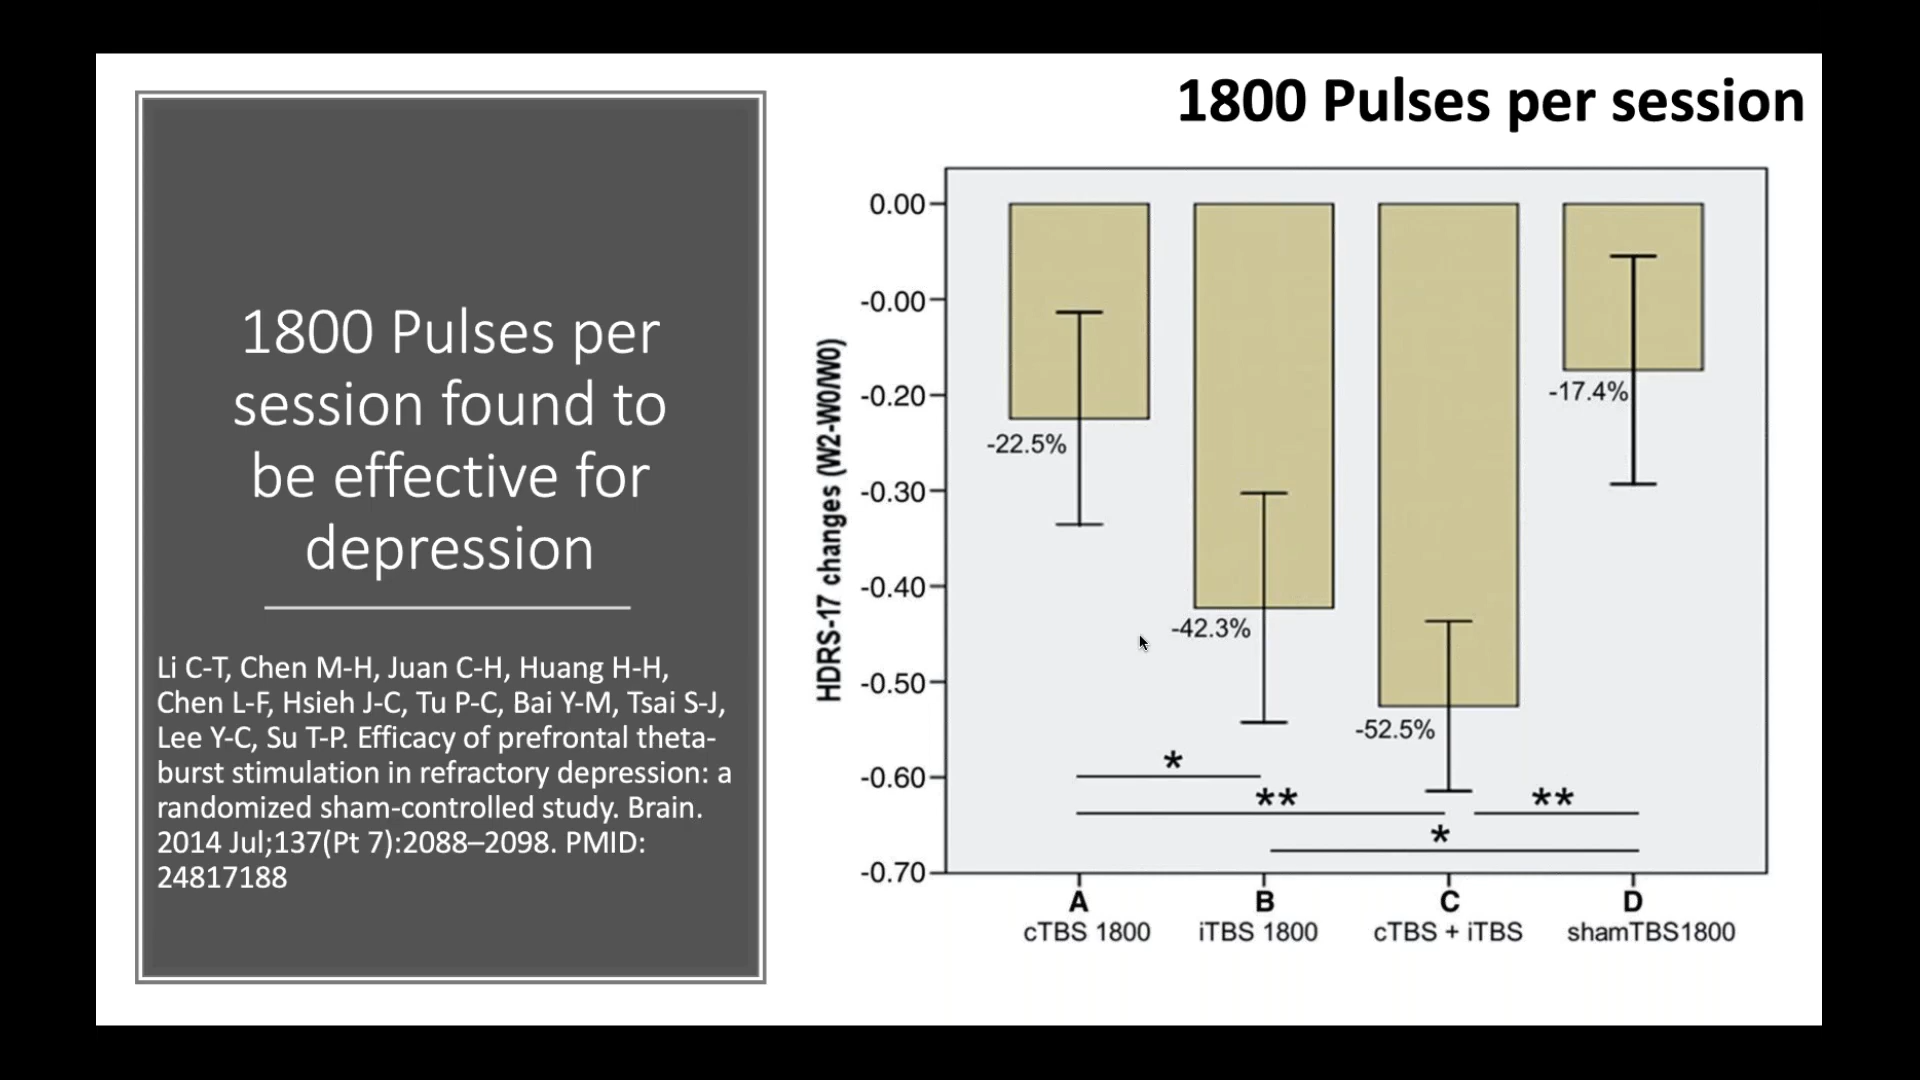 1800 Pulses per
session found to
be effective for
depression
Li C-T, Chen M-H, Juan C-H, Huang H-H,
Chen L-F, Hsieh J-C, Tu P-C, Bai Y-M, Tsai S-J,
Lee Y-C, Su T-P. Efficacy of prefrontal theta-
burst stimulation in refractory depression: a
randomized sham-controlled study. Brain.
2014 Jul;137(Pt 7):2088–2098. PMID:
24817188
1800 Pulses per session
HDRS-17 changes (W2-W0/W0)
0.00
-0.00
-0.20
-0.30
-0.40
-0.50
-0.60
-0.70
-22.5%
-42.3%
-52.5%
-17.4%
*
**
**
*
A B C D
cTBS 1800 iTBS 1800 cTBS + iTBS shamTBS1800